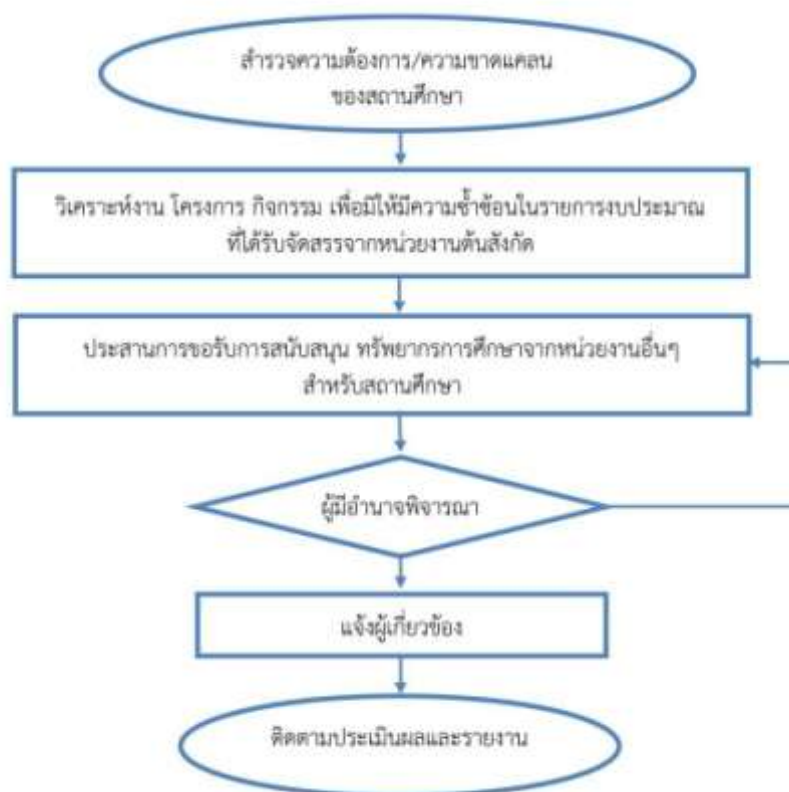 สำรวจความต้องการ/ความขาดแคลน
ของสถานศึกษา
วิเคราะห์งาน โครงการ กิจกรรม เพื่อมิให้มีความซ้ำซ้อนในรายการงบประมาณ
ที่ได้รับจัดสรรจากหน่วยงานต้นสังกัด
ประสานการขอรับการสนับสนุน ทรัพยากรการศึกษาจากหน่วยงานอื่นๆ
สำหรับสถานศึกษา
ผู้มีอำนาจพิจารณา
แจ้งผู้เกี่ยวข้อง
ติดตามประเมินผลและรายงาน